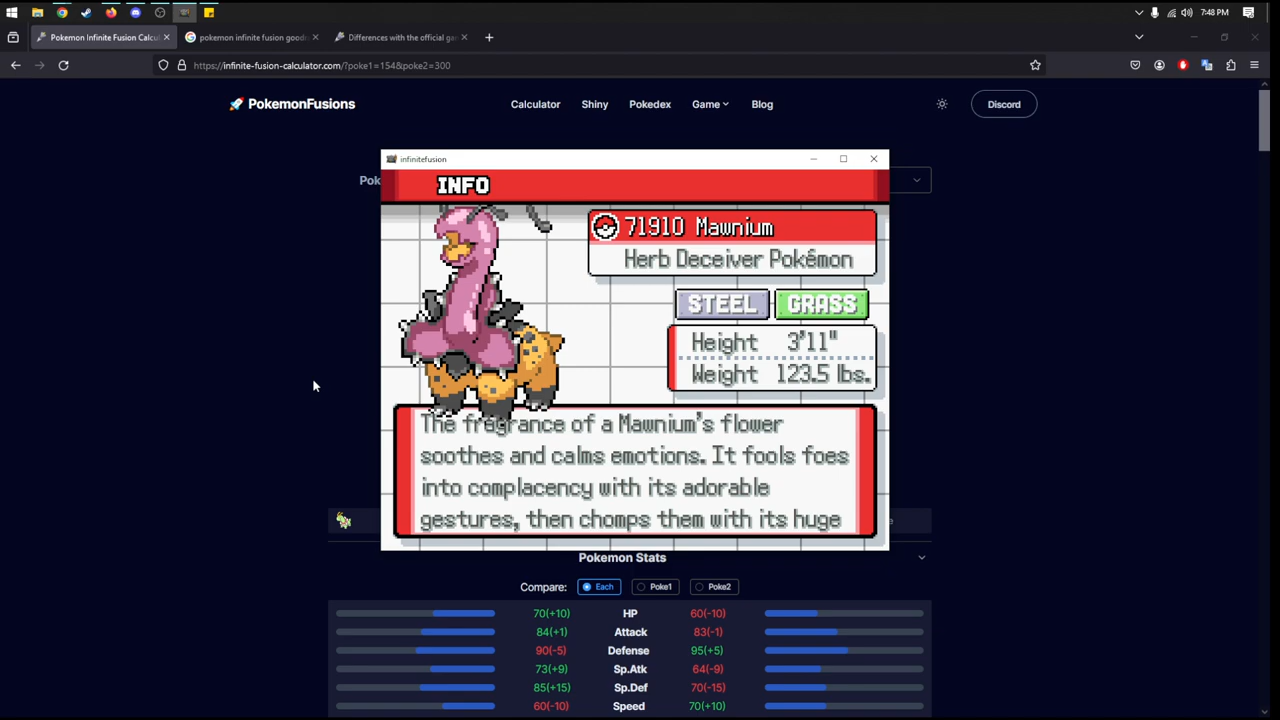 7:48 PM
Pokemon Infinite Fusion Calcul
pokemon infinite fusion goods
Differences with the official ga
https://infinite-fusion-calculator.com/?poke1=154&poke2=300
PokemonFusions
Calculator Shiny Pokedex Game Blog
Discord
infinitefusion
Pok
INFO
71910 Mawnium
Herb Deceiver Pokémon
STEEL GRASS
Height 3'11"
Weight 123.5 lbs.
The fragrance of a Mawnium's flower
soothes and calms emotions. It fools foes
into complacency with its adorable
gestures, then chomps them with its huge
e
Pokemon Stats
Compare: Each Poke1 Poke2
70(+10) HP 60(-10)
84(+1) Attack 83(-1)
90(-5) Defense 95(+5)
73(+9) Sp.Atk 64(-9)
85(+15) Sp.Def 70(-15)
60(-10) Speed 70(+10)